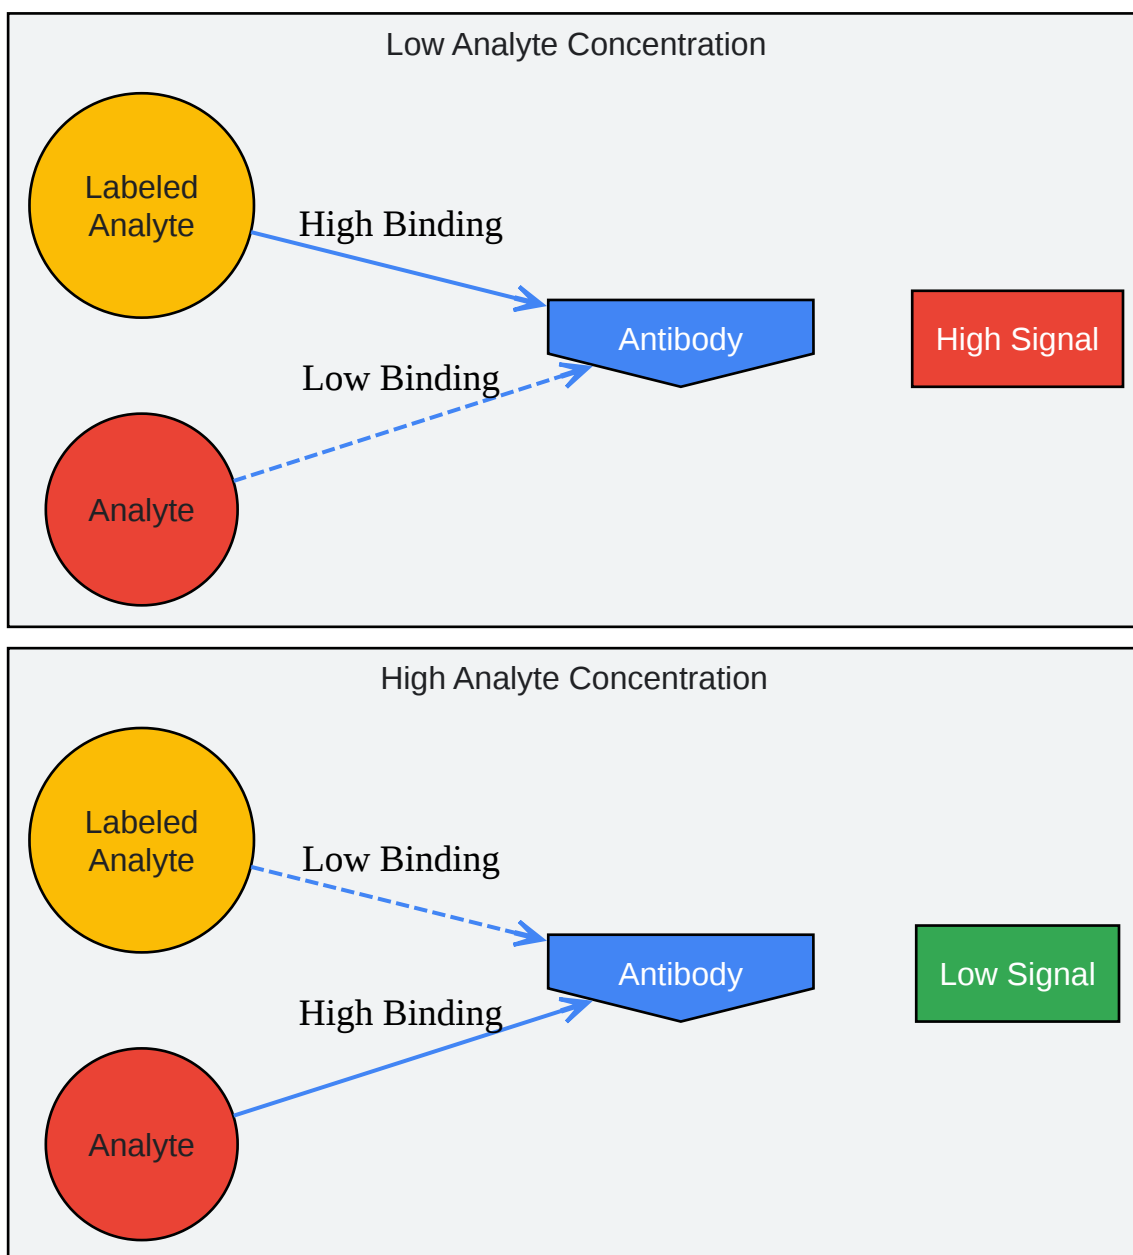 Low Analyte Concentration
Labeled
Analyte
High Binding
Antibody
High Signal
Low Binding
Analyte
High Analyte Concentration
Labeled
Analyte
Low Binding
Antibody
Low Signal
High Binding
Analyte